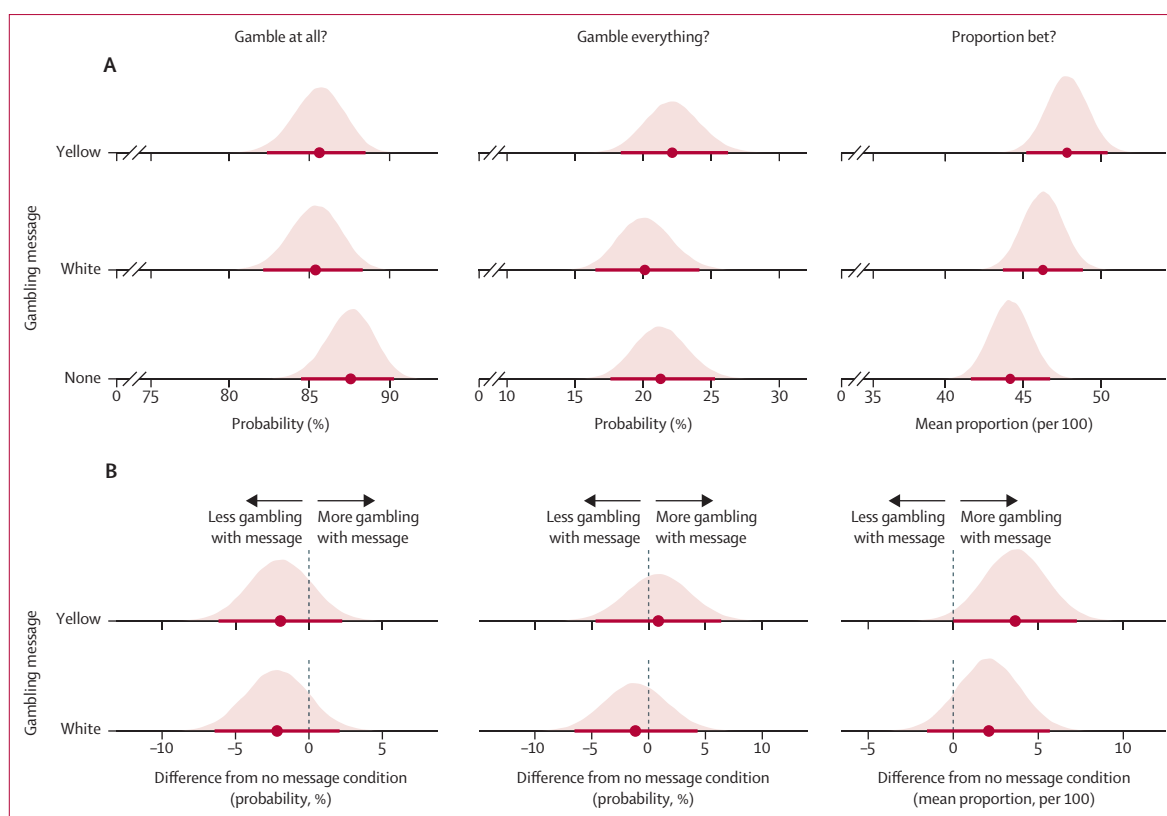 Gamble at all?
Gamble everything?
Proportion bet?
A
Gambling message
Yellow
White
None
0 75 80 85 90
Probability (%)
0 10 15 20 25 30
Probability (%)
0 35 40 45 50
Mean proportion (per 100)
B
Less gambling
with message
More gambling
with message
Less gambling
with message
More gambling
with message
Less gambling
with message
More gambling
with message
Gambling message
Yellow
White
–10 –5 0 5
Difference from no message condition
(probability, %)
–10 –5 0 5 10
Difference from no message condition
(probability, %)
–5 0 5 10
Difference from no message condition
(mean proportion, per 100)